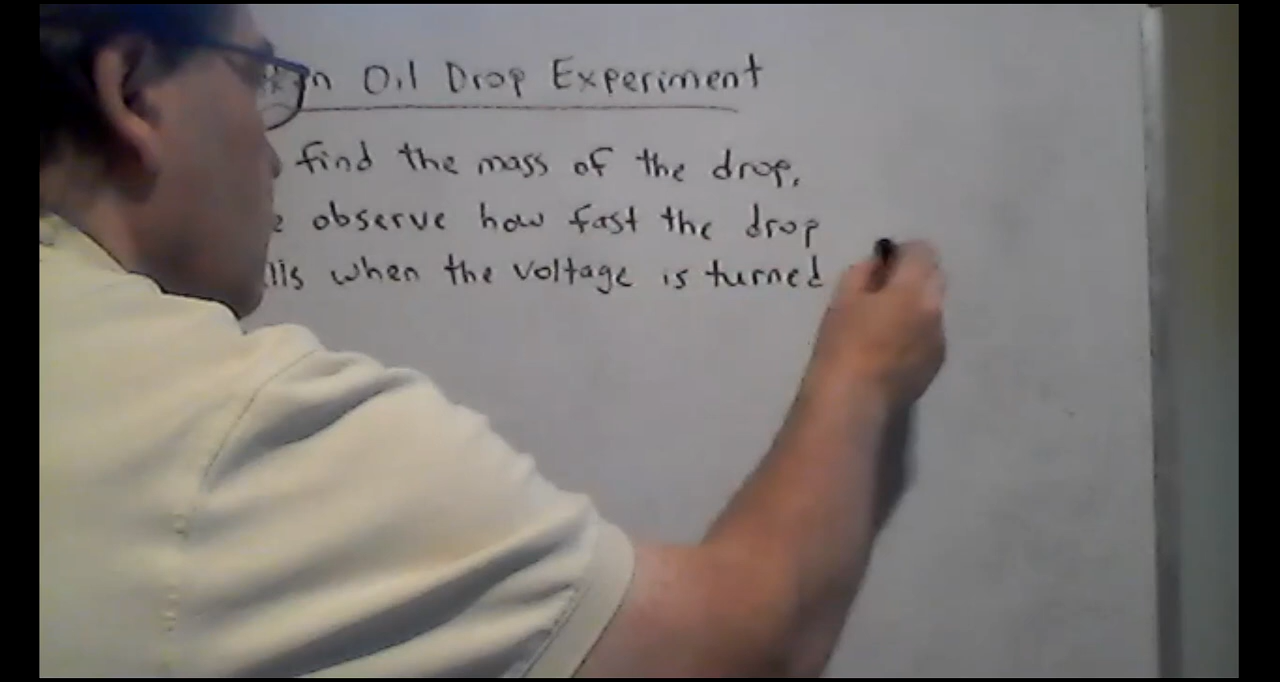 Oil Drop Experiment
find the mass of the drop,
observe how fast the drop
when the voltage is turned